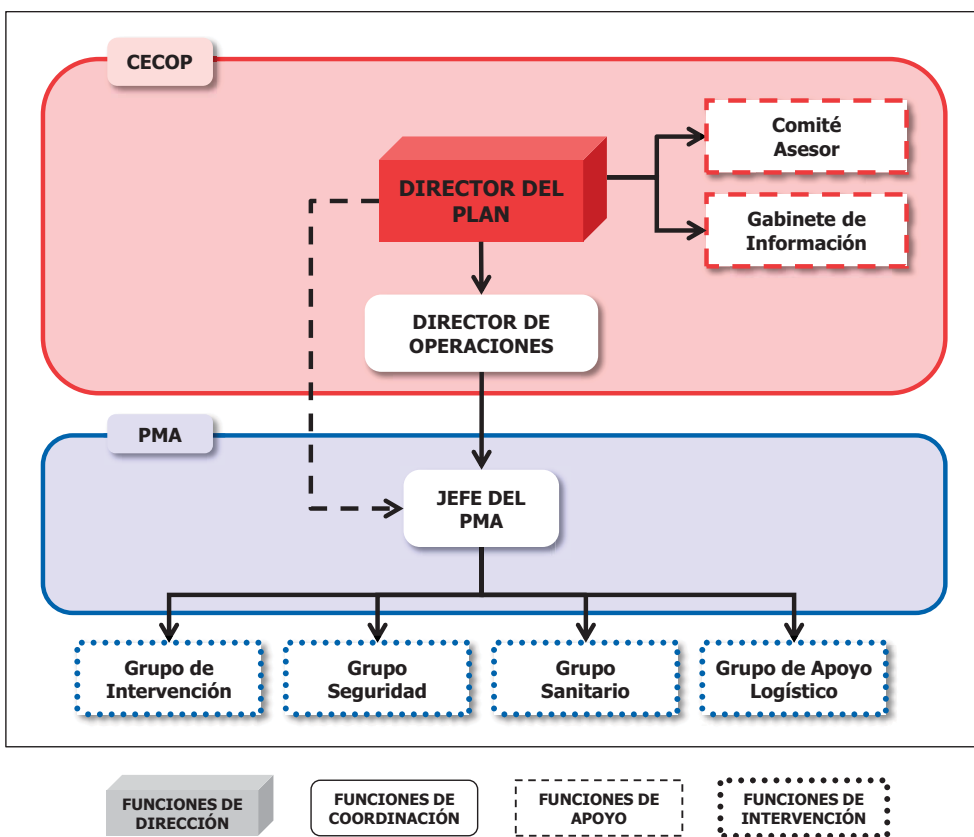 CECOP
Comité
Asesor
DIRECTOR DEL
PLAN
Gabinete de
Información
DIRECTOR DE
OPERACIONES
PMA
JEFE DEL
PMA
Grupo de
Intervención
Grupo
Seguridad
Grupo
Sanitario
Grupo de Apoyo
Logístico
FUNCIONES DE
DIRECCIÓN
FUNCIONES DE
COORDINACIÓN
FUNCIONES DE
APOYO
FUNCIONES DE
INTERVENCIÓN